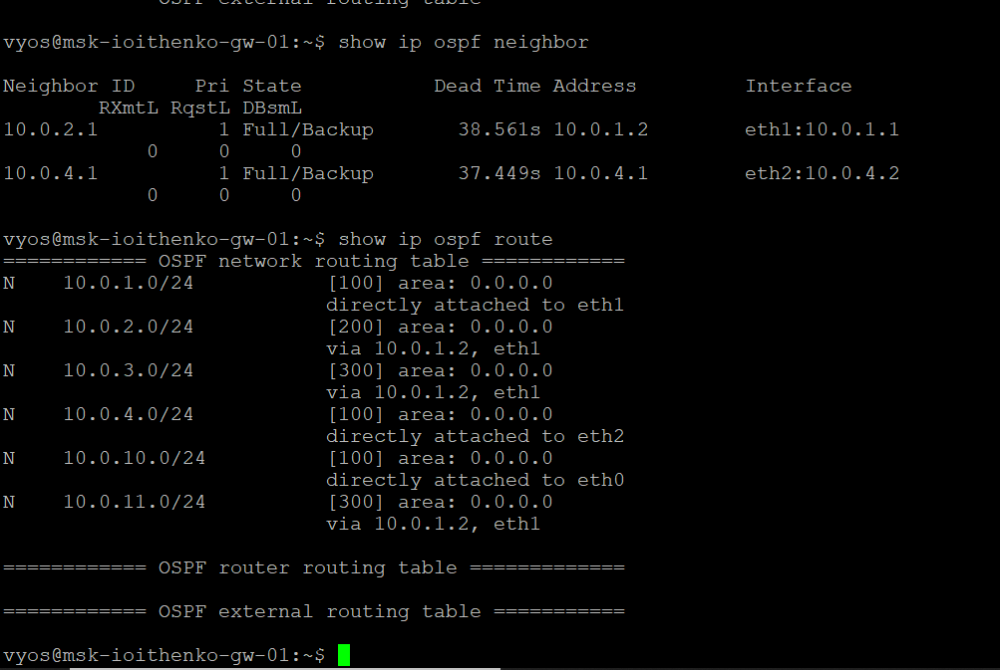 ============ OSPF external routing table
vyos@msk-ioithenko-gw-01:~$ show ip ospf neighbor
Neighbor ID     Pri State           Dead Time Address         Interface
        RXmtL RqstL DBsmL
10.0.2.1          1 Full/Backup       38.561s 10.0.1.2        eth1:10.0.1.1
            0     0     0
10.0.4.1          1 Full/Backup       37.449s 10.0.4.1        eth2:10.0.4.2
            0     0     0
vyos@msk-ioithenko-gw-01:~$ show ip ospf route
============ OSPF network routing table ============
N    10.0.1.0/24           [100] area: 0.0.0.0
                           directly attached to eth1
N    10.0.2.0/24           [200] area: 0.0.0.0
                           via 10.0.1.2, eth1
N    10.0.3.0/24           [300] area: 0.0.0.0
                           via 10.0.1.2, eth1
N    10.0.4.0/24           [100] area: 0.0.0.0
                           directly attached to eth2
N    10.0.10.0/24          [100] area: 0.0.0.0
                           directly attached to eth0
N    10.0.11.0/24          [300] area: 0.0.0.0
                           via 10.0.1.2, eth1
============ OSPF router routing table =============
============ OSPF external routing table ===========
vyos@msk-ioithenko-gw-01:~$